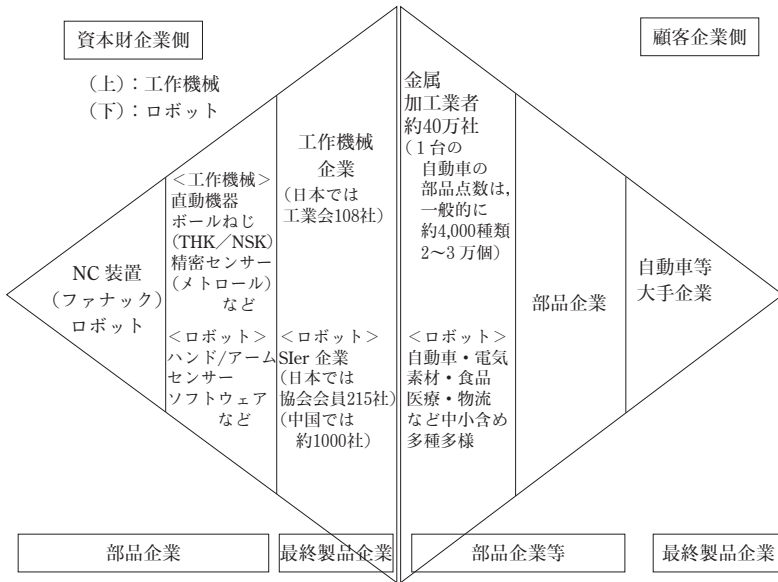 資本財企業側
(上)：工作機械
(下)：ロボット
NC 装置
(ファナック)
ロボット
＜工作機械＞
直動機器
ボールねじ
(THK／NSK)
精密センサー
(メトロール)
など
＜ロボット＞
ハンド/アーム
センサー
ソフトウェア
など
工作機械
企業
(日本では
工業会108社)
＜ロボット＞
SIer 企業
(日本では
協会会員215社)
(中国では
約1000社)
顧客企業側
金属
加工業者
約40万社
(1台の
自動車の
部品点数は，
一般的に
約4,000種類
2〜3万個)
＜ロボット＞
自動車・電気
素材・食品
医療・物流
など中小含め
多種多様
部品企業
自動車等
大手企業
部品企業
最終製品企業
部品企業等
最終製品企業